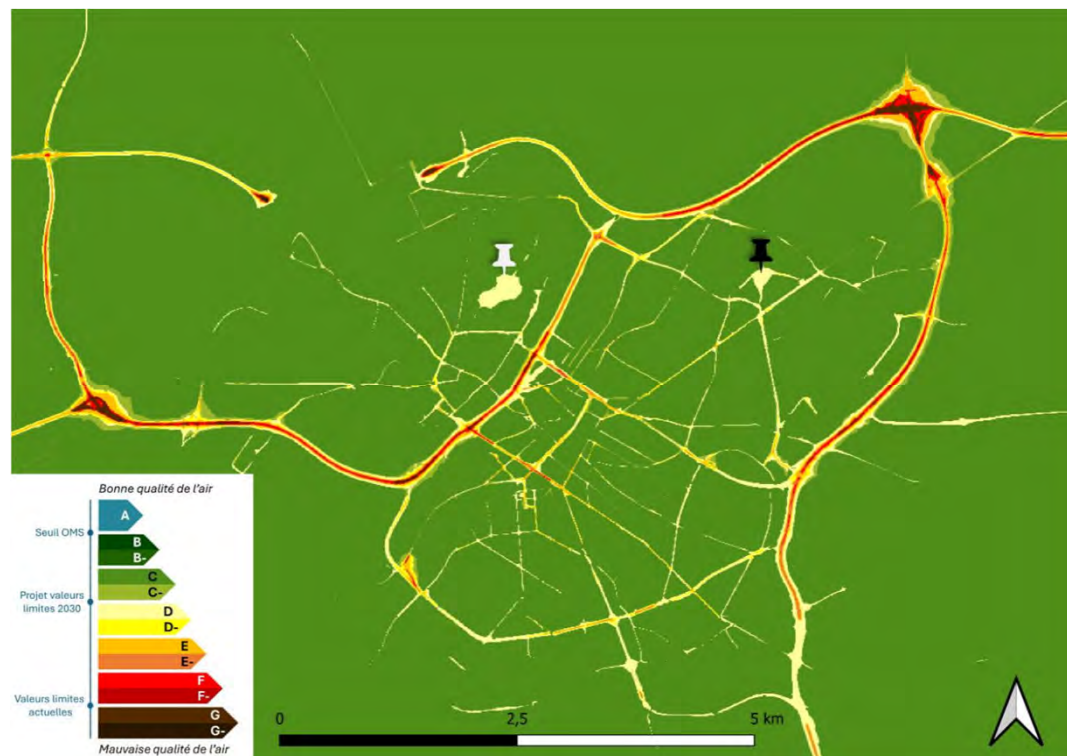 Bonne qualité de l'air
A
Seuil OMS
B
B-
C
C-
Projet valeurs
limites 2030
D
D-
E
E-
F
F-
Valeurs limites
actuelles
G
G-
Mauvaise qualité de l'air
0
2,5
5 km